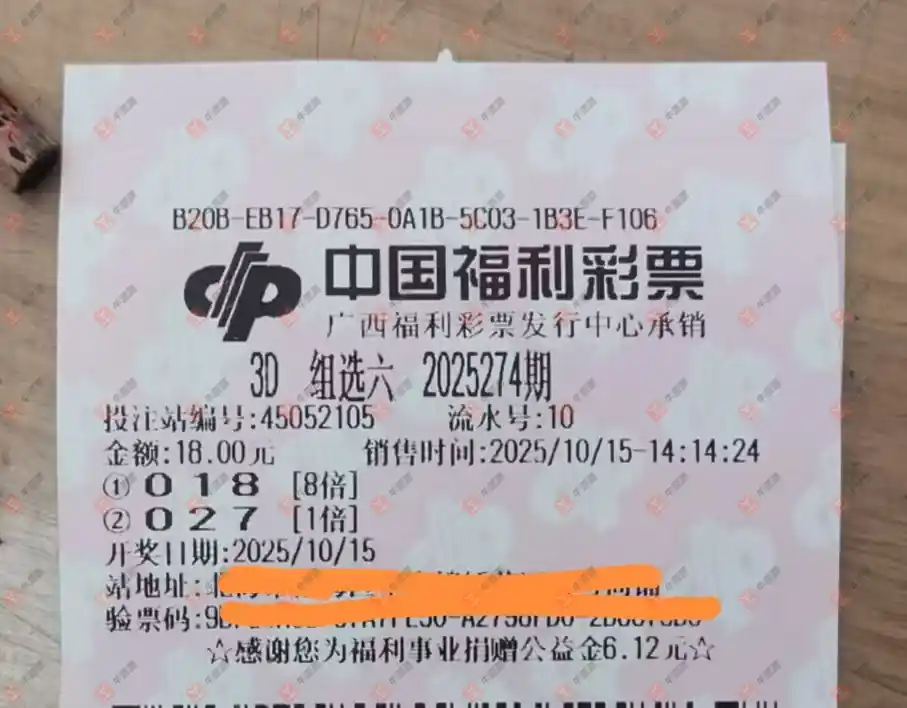 B20B-EB17-D765-0A1B-5C03-1B3E-F106
中国福利彩票
广西福利彩票发行中心承销
3D 组选六 2025274期
投注站编号:45052105 流水号:10
金额:18.00元 销售时间:2025/10/15-14:14:24
① 0 1 8 [8倍]
② 0 2 7 [1倍]
开奖日期:2025/10/15
站地址:北
验票码:9D
☆感谢您为福利事业捐赠公益金6.12元☆